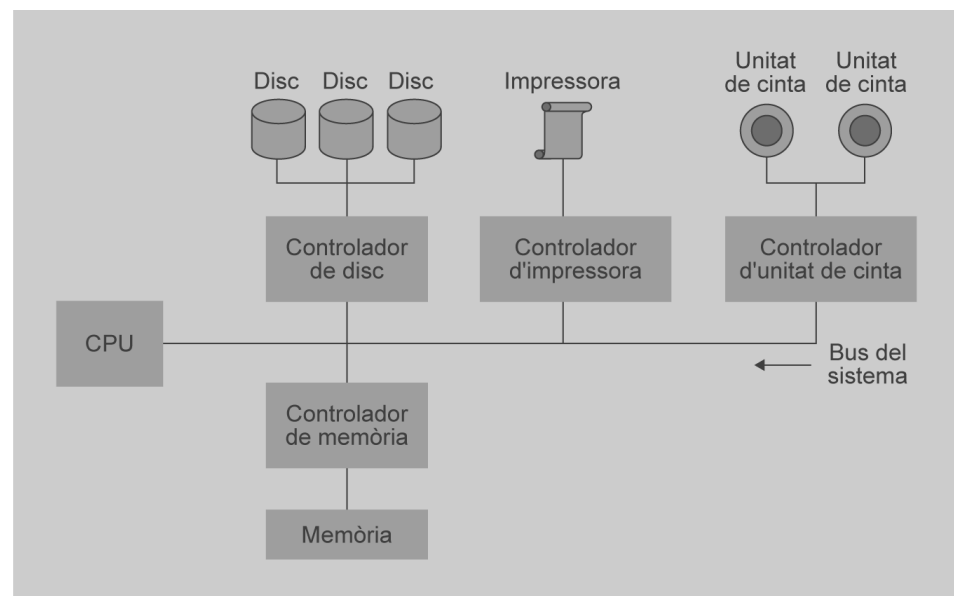 Disc Disc Disc
Impressora
Unitat
de cinta
Unitat
de cinta
Controlador
de disc
Controlador
d'impressora
Controlador
d'unitat de cinta
CPU
Bus del
sistema
Controlador
de memòria
Memòria